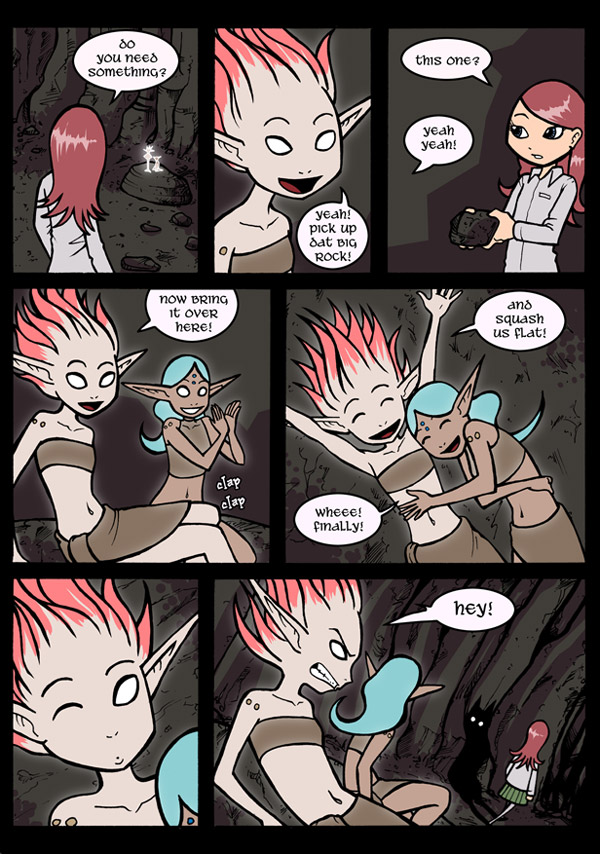 do
you need
something?
yeah!
pick up
dat big
rock!
this one?
yeah
yeah!
now bring
it over
here!
clap
clap
and
squash
us flat!
wheee!
finally!
hey!